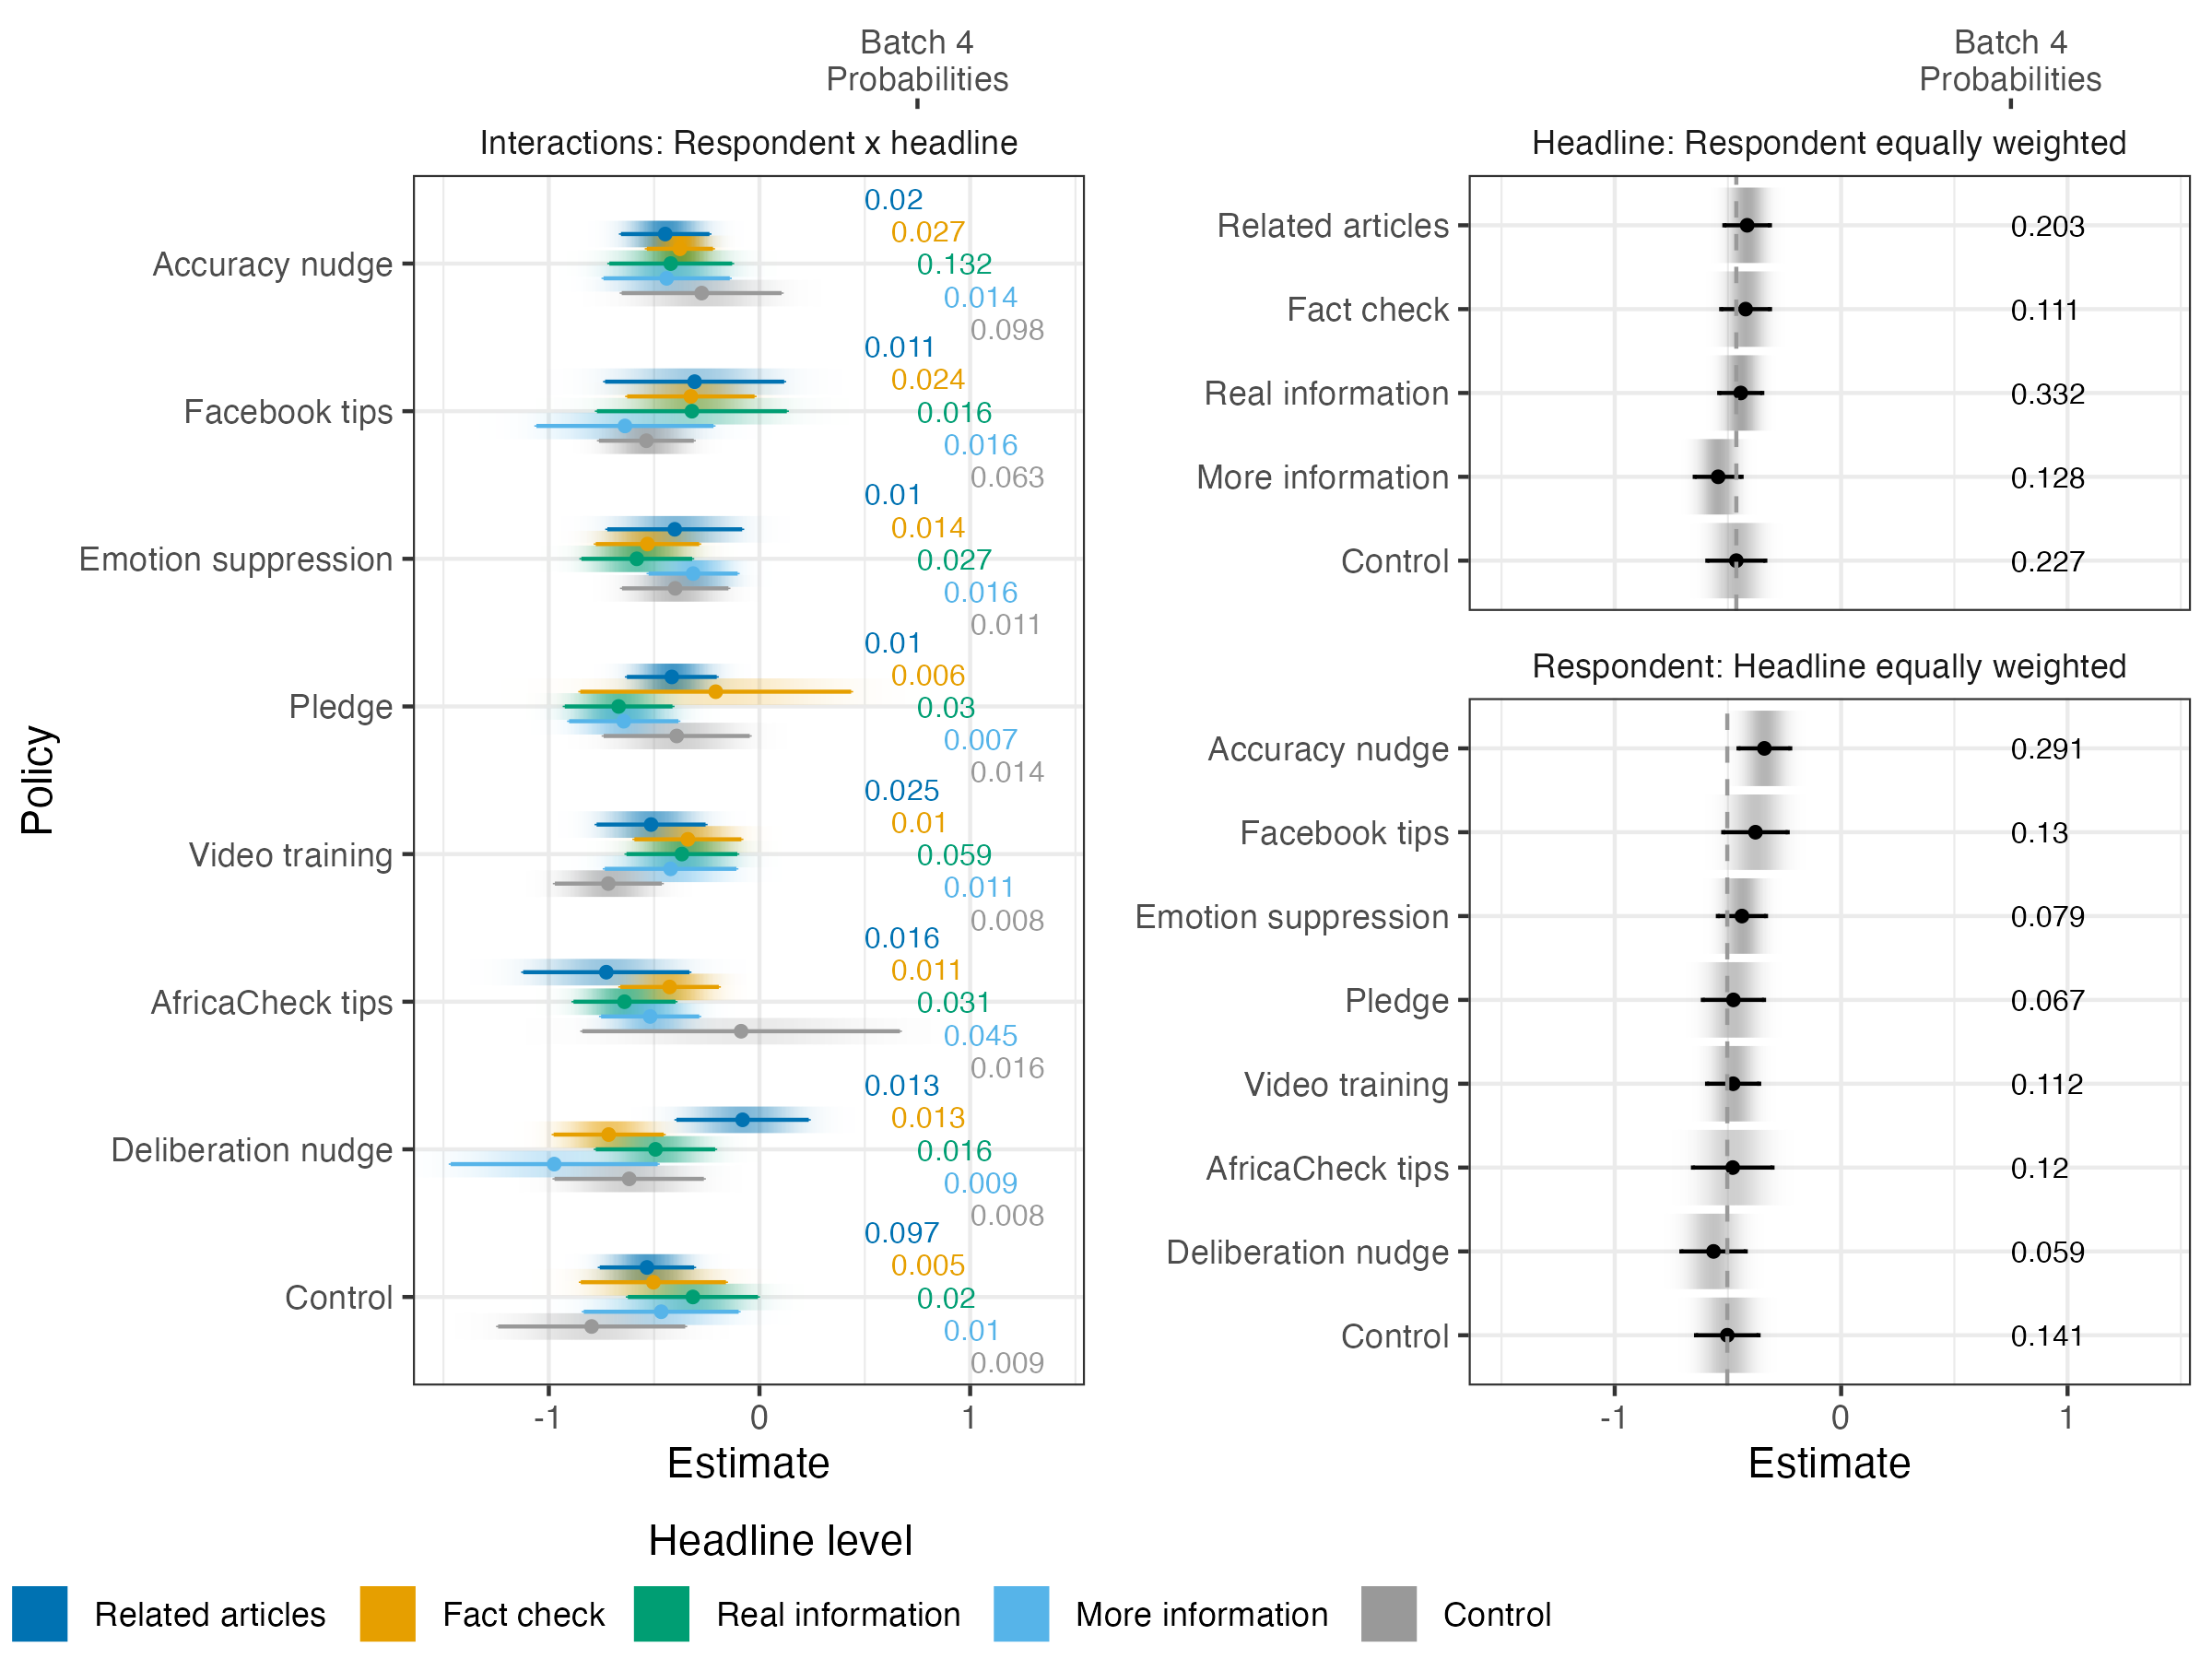 Batch 4
Probabilities
Interactions: Respondent x headline
Policy
Accuracy nudge
0.02
0.027
0.132
0.014
0.098
Facebook tips
0.011
0.024
0.016
0.016
0.063
Emotion suppression
0.01
0.014
0.027
0.016
0.011
Pledge
0.01
0.006
0.03
0.007
0.014
Video training
0.025
0.01
0.059
0.011
0.008
AfricaCheck tips
0.016
0.011
0.031
0.045
0.016
Deliberation nudge
0.013
0.013
0.016
0.009
0.008
Control
0.097
0.005
0.02
0.01
0.009
-1 0 1
Estimate
Batch 4
Probabilities
Headline: Respondent equally weighted
Related articles 0.203
Fact check 0.111
Real information 0.332
More information 0.128
Control 0.227
Respondent: Headline equally weighted
Accuracy nudge 0.291
Facebook tips 0.13
Emotion suppression 0.079
Pledge 0.067
Video training 0.112
AfricaCheck tips 0.12
Deliberation nudge 0.059
Control 0.141
-1 0 1
Estimate
Headline level
Related articles Fact check Real information More information Control